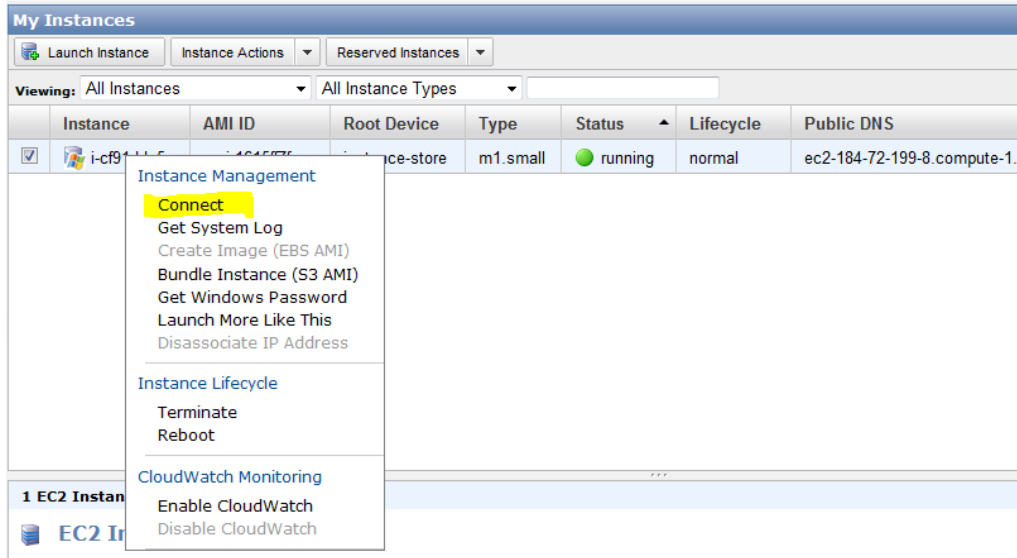 My Instances
Launch Instance Instance Actions Reserved Instances
Viewing: All Instances All Instance Types
Instance AMI ID Root Device Type Status Lifecycle Public DNS
m1.small running normal ec2-184-72-199-8.compute-1.
Instance Management
Connect
Get System Log
Create Image (EBS AMI)
Bundle Instance (S3 AMI)
Get Windows Password
Launch More Like This
Disassociate IP Address
Instance Lifecycle
Terminate
Reboot
CloudWatch Monitoring
Enable CloudWatch
Disable CloudWatch
1 EC2 Instan
EC2 In